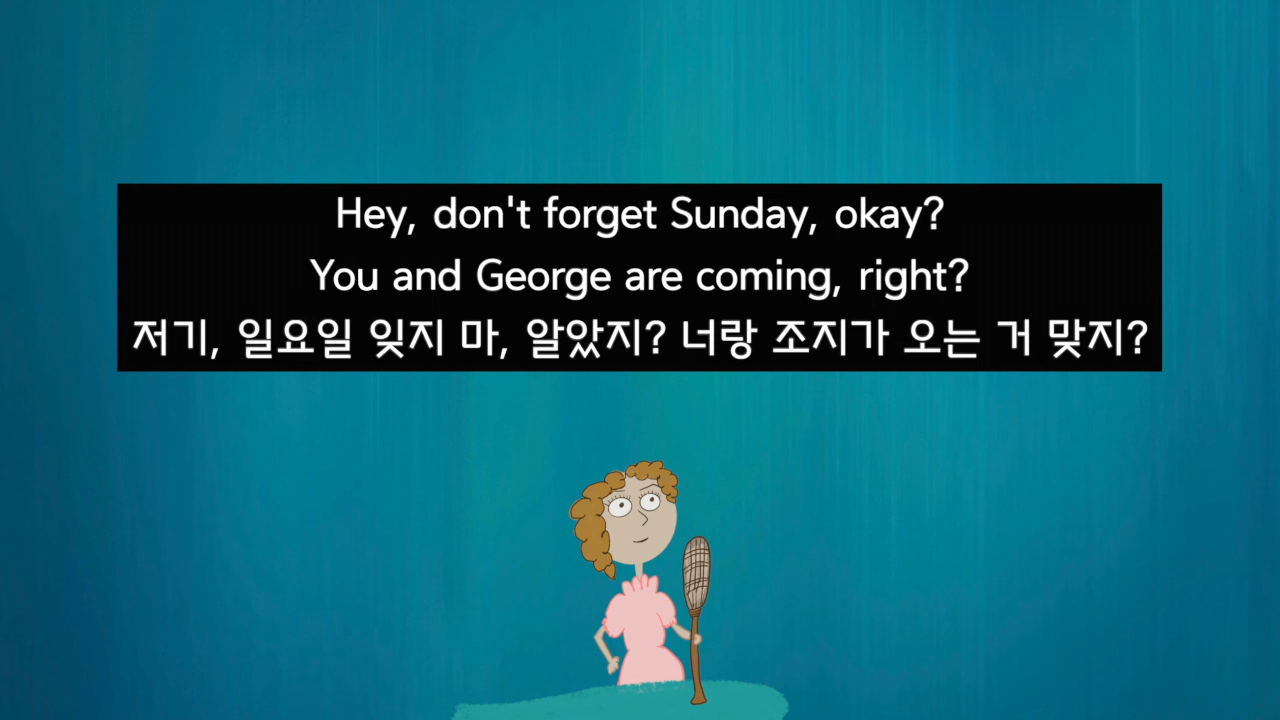 Hey, don't forget Sunday, okay?
You and George are coming, right?
저기, 일요일 잊지 마, 알았지? 너랑 조지가 오는 거 맞지?